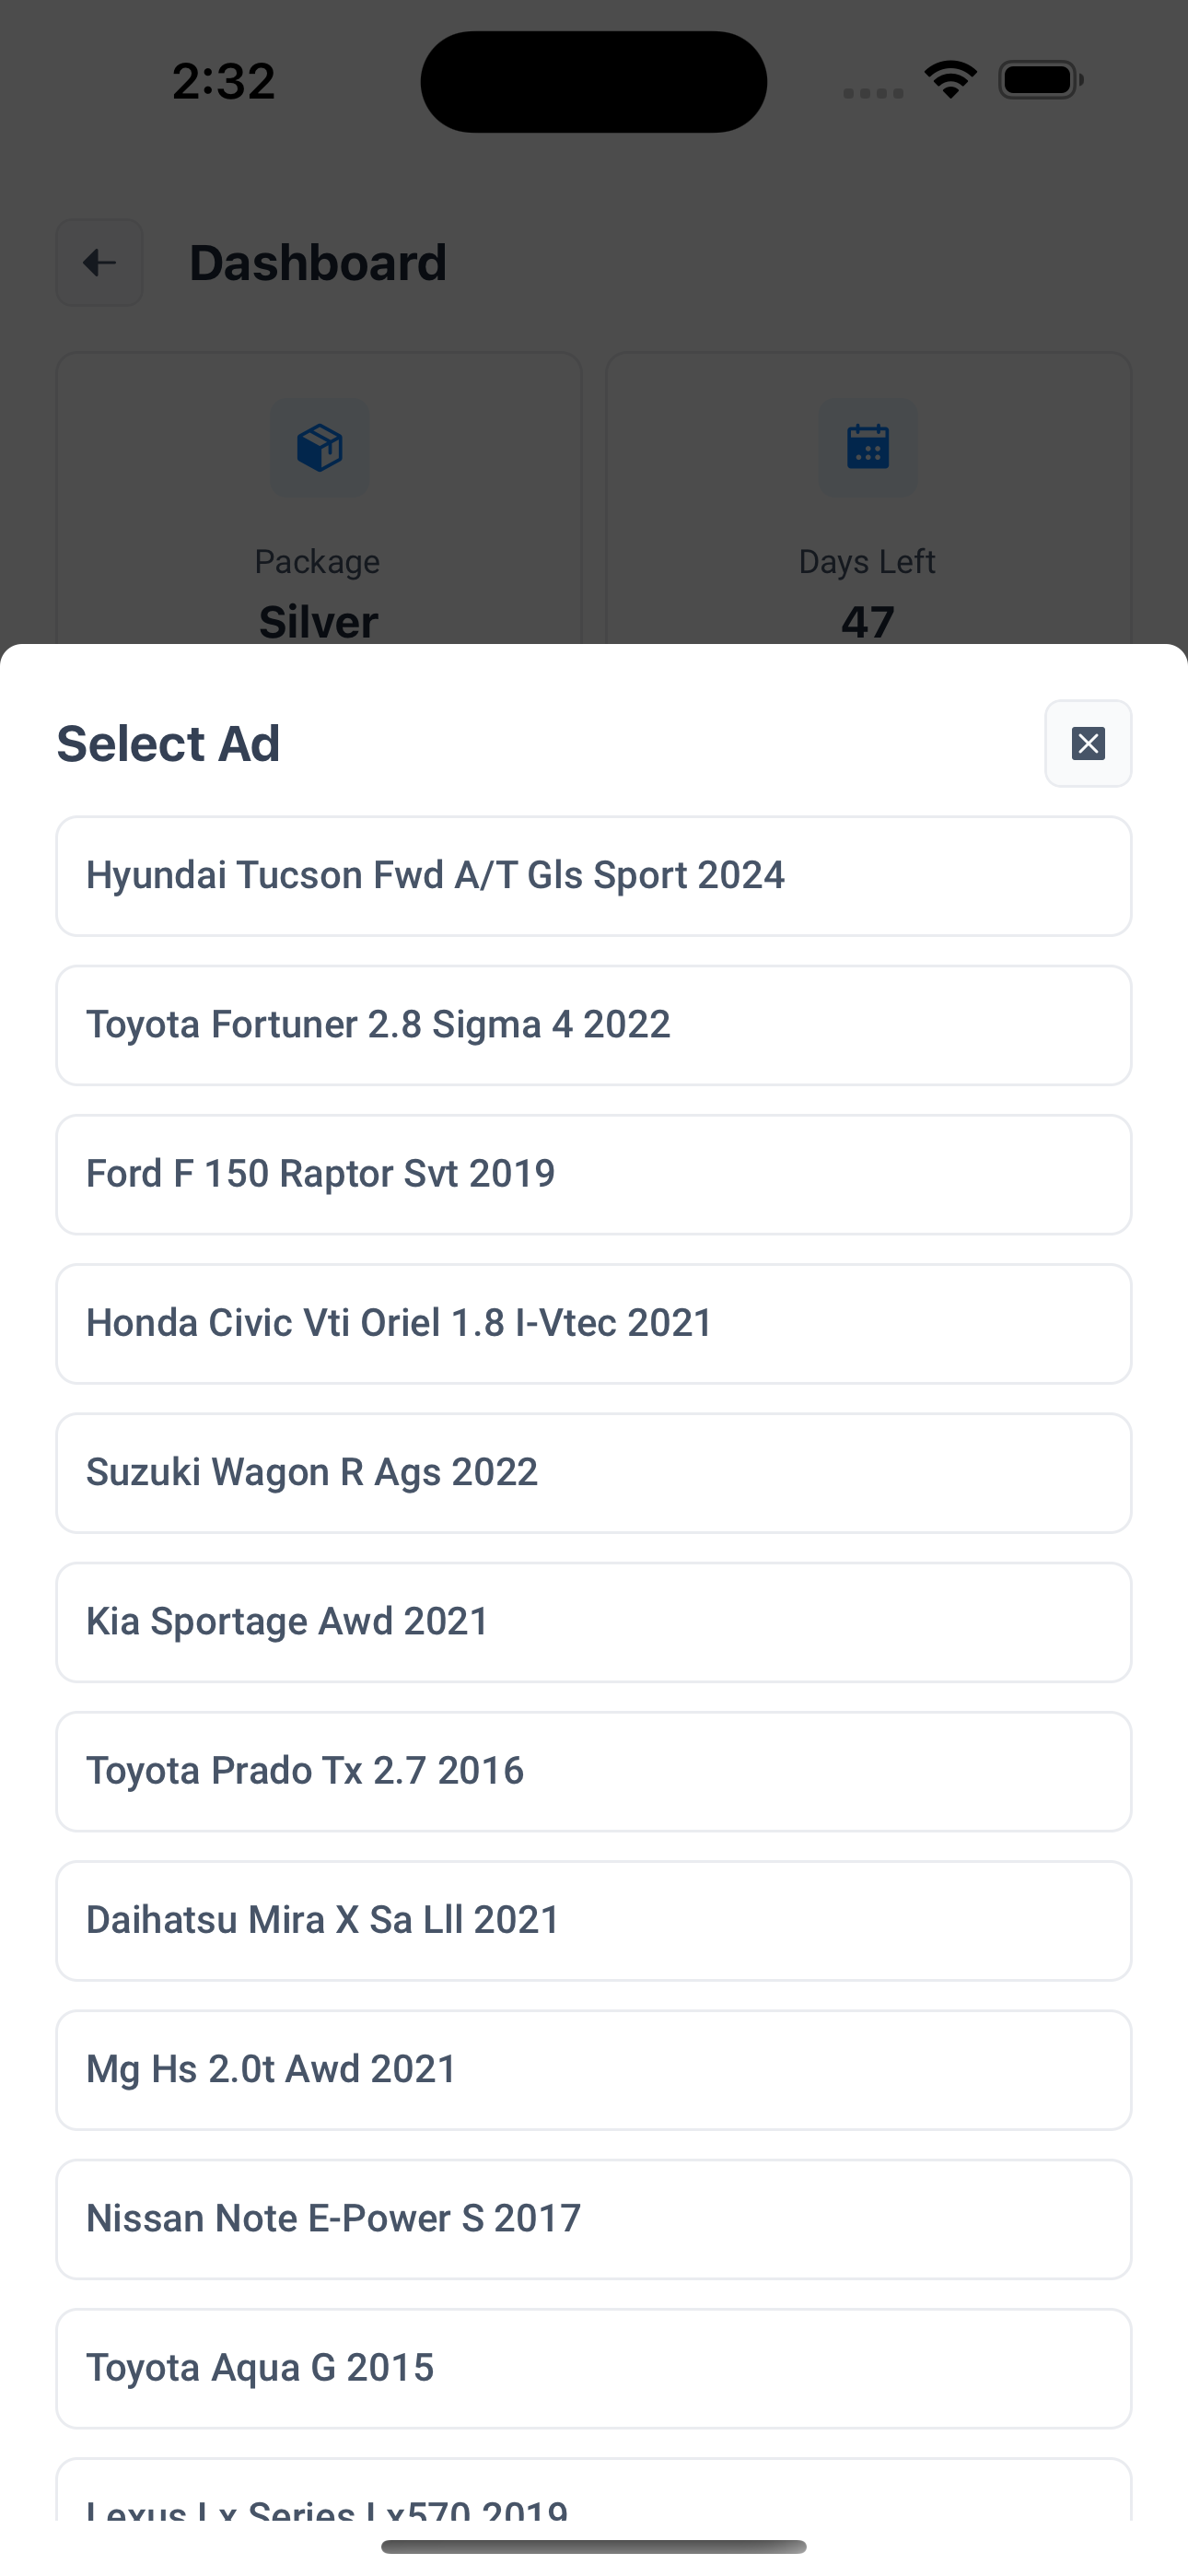 2:32
Dashboard
Package
Silver
Days Left
47
Select Ad
Hyundai Tucson Fwd A/T Gls Sport 2024
Toyota Fortuner 2.8 Sigma 4 2022
Ford F 150 Raptor Svt 2019
Honda Civic Vti Oriel 1.8 I-Vtec 2021
Suzuki Wagon R Ags 2022
Kia Sportage Awd 2021
Toyota Prado Tx 2.7 2016
Daihatsu Mira X Sa Lll 2021
Mg Hs 2.0t Awd 2021
Nissan Note E-Power S 2017
Toyota Aqua G 2015
Lexus Lx Series Lx570 2019